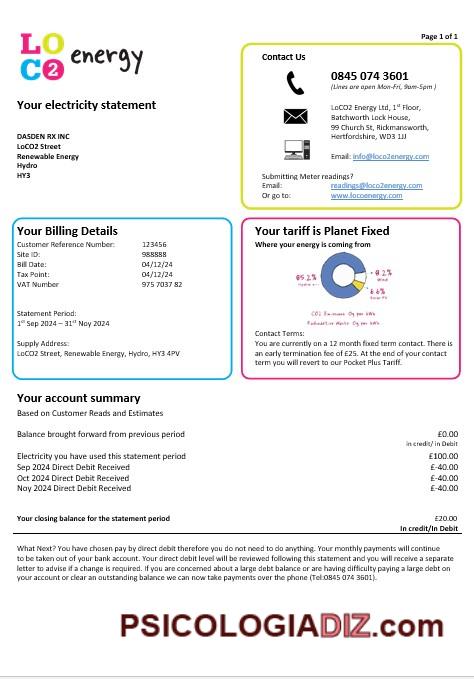 Page 1 of 1
LO
CO2 energy
Contact Us
0845 074 3601
(Lines are open Mon-Fri, 9am-5pm )
Your electricity statement
LoCO2 Energy Ltd, 1st Floor,
Batchworth Lock House,
99 Church St, Rickmansworth,
Hertfordshire, WD3 1JJ
DASDEN RX INC
LoCO2 Street
Renewable Energy
Hydro
HY3
Email: info@loco2energy.com
Submitting Meter readings?
Email: readings@loco2energy.com
Or go to: www.locoenergy.com
Your Billing Details
Customer Reference Number: 123456
Site ID: 988888
Bill Date: 04/12/24
Tax Point: 04/12/24
VAT Number 975 7037 82
Statement Period:
1st Sep 2024 – 31st Nov 2024
Supply Address:
LoCO2 Street, Renewable Energy, Hydro, HY3 4PV
Your tariff is Planet Fixed
Where your energy is coming from
85.2%
8.2%
Wind
6.6%
Solar PV
CO2 Emissions 0g per kWh
Radioactive Waste 0g per kWh
Contact Terms:
You are currently on a 12 month fixed term contact. There is
an early termination fee of £25. At the end of your contact
term you will revert to our Pocket Plus Tariff.
Your account summary
Based on Customer Reads and Estimates
Balance brought forward from previous period £0.00
in credit/ in Debit
Electricity you have used this statement period £100.00
Sep 2024 Direct Debit Received £-40.00
Oct 2024 Direct Debit Received £-40.00
Noy 2024 Direct Debit Received £-40.00
Your closing balance for the statement period £20.00
In credit/In Debit
What Next? You have chosen pay by direct debit therefore you do not need to do anything. Your monthly payments will continue
to be taken out of your bank account. Your direct debit level will be reviewed following this statement and you will receive a separate
letter to advise if a change is required. If you are concerned about a large debit balance or are having difficulty paying a large debt on
your account or clear an outstanding balance we can now take payments over the phone (Tel:0845 074 3601).
PSICOLOGIADIZ.com